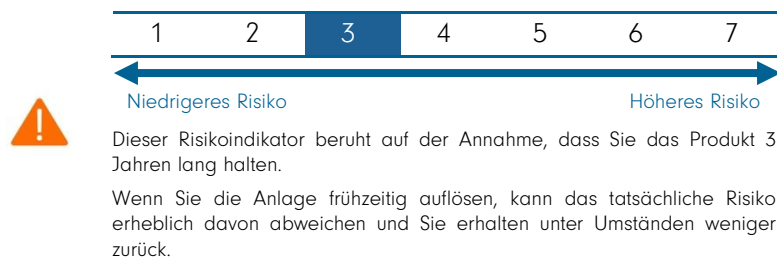 1 2 3 4 5 6 7
Niedrigeres Risiko Höheres Risiko
Dieser Risikoindikator beruht auf der Annahme, dass Sie das Produkt 3
Jahren lang halten.
Wenn Sie die Anlage frühzeitig auflösen, kann das tatsächliche Risiko
erheblich davon abweichen und Sie erhalten unter Umständen weniger
zurück.